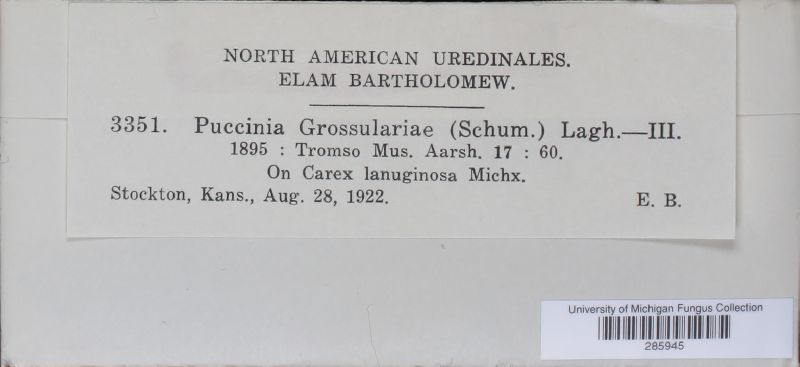 NORTH AMERICAN UREDINALES.
ELAM BARTHOLOMEW.
3351. Puccinia Grossulariae (Schum.) Lagh.—III.
1895 : Tromso Mus. Aarsh. 17 : 60.
On Carex lanuginosa Michx.
Stockton, Kans., Aug. 28, 1922. E. B.
University of Michigan Fungus Collection
285945